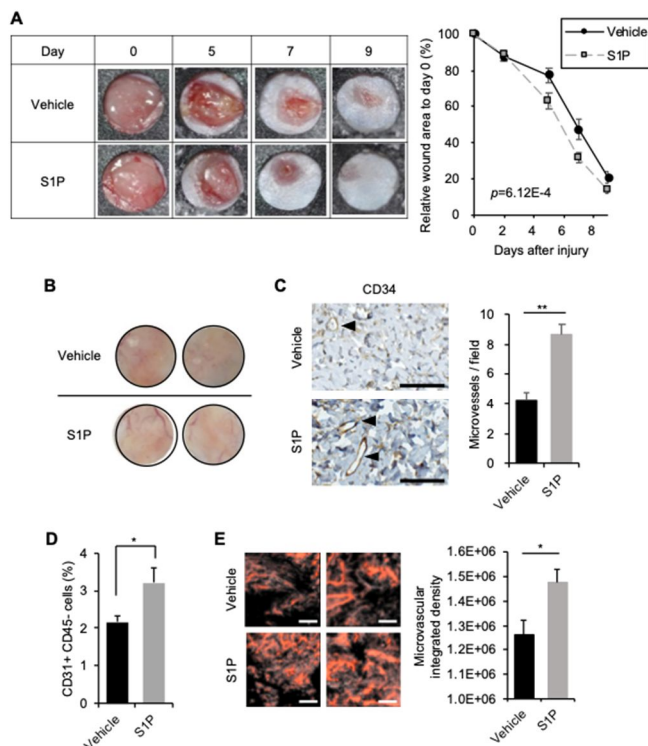 A
Day 0 5 7 9
Vehicle
S1P
Relative wound area to day 0 (%)
100
80
60
40
20
0
0 2 4 6 8
Days after injury
p=6.12E-4
Vehicle
S1P
B
Vehicle
S1P
C
CD34
Vehicle
S1P
Microvessels / field
10
8
6
4
2
0
**
Vehicle
S1P
D
CD31+ CD45- cells (%)
4
3
2
1
0
*
Vehicle
S1P
E
Vehicle
S1P
Microvascular
integrated density
1.6E+06
1.5E+06
1.4E+06
1.3E+06
1.2E+06
1.1E+06
1.0E+06
*
Vehicle
S1P